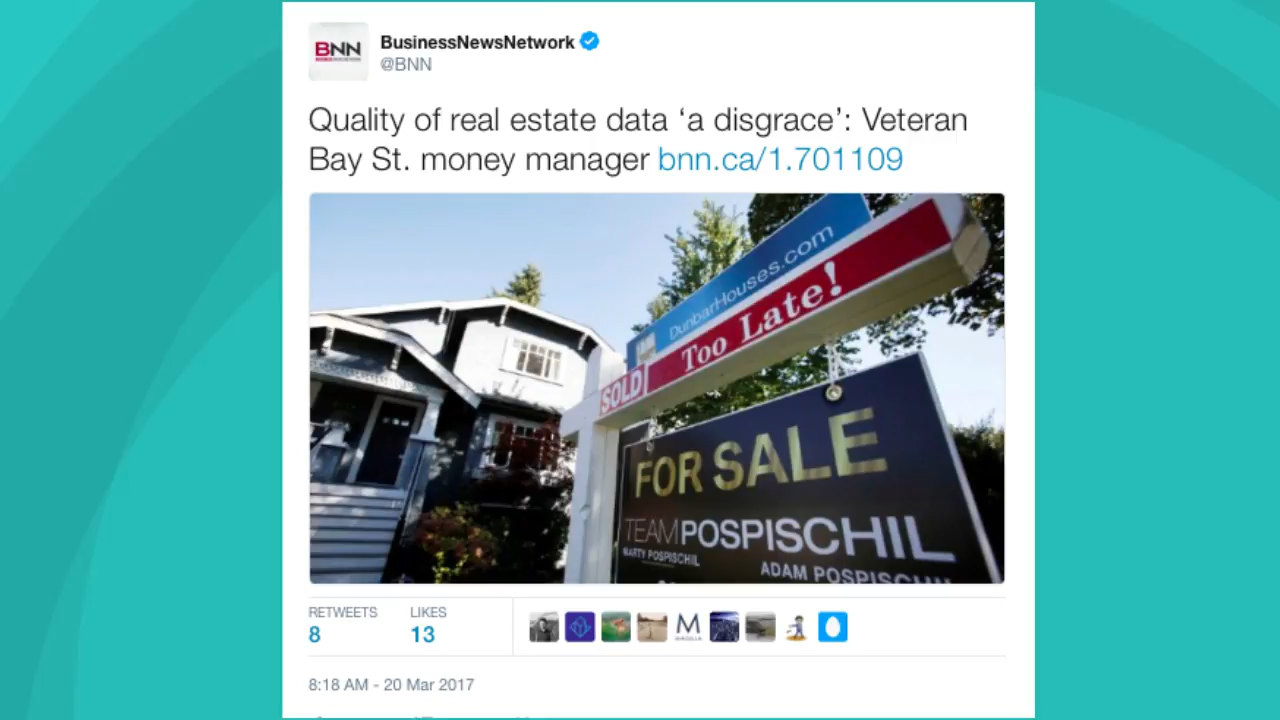 BNN
BusinessNewsNetwork
@BNN
Quality of real estate data ‘a disgrace’: Veteran
Bay St. money manager bnn.ca/1.701109
DunbarHouses.com
Too Late!
SOLD
FOR SALE
TEAMPOSPISCHIL
MARTY POSPISCHIL
ADAM POSPISCHIL
RETWEETS
LIKES
8
13
M
8:18 AM - 20 Mar 2017